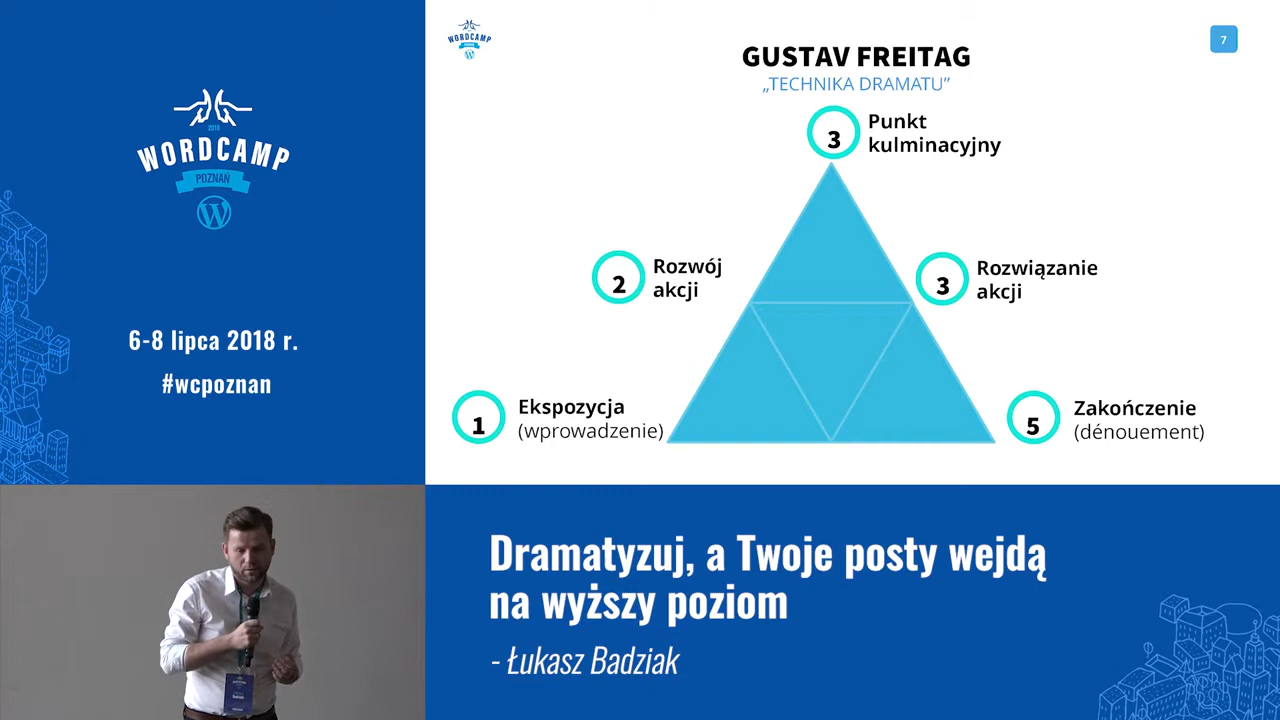 2018
WORDCAMP
POZNAŃ
6-8 lipca 2018 r.
#wcpoznan
WORDCAMP
7
GUSTAV FREITAG
„TECHNIKA DRAMATU”
3
Punkt
kulminacyjny
2
Rozwój
akcji
3
Rozwiązanie
akcji
1
Ekspozycja
(wprowadzenie)
5
Zakończenie
(dénouement)
Dramatyzuj, a Twoje posty wejdą
na wyższy poziom
- Łukasz Badziak
WORDCAMP